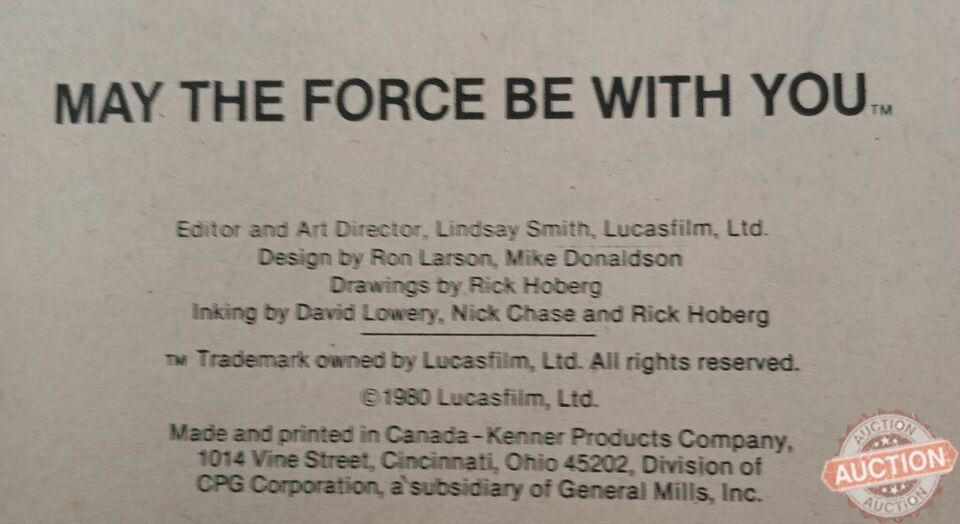 MAY THE FORCE BE WITH YOU™
Editor and Art Director, Lindsay Smith, Lucasfilm, Ltd.
Design by Ron Larson, Mike Donaldson
Drawings by Rick Hoberg
Inking by David Lowery, Nick Chase and Rick Hoberg
™ Trademark owned by Lucasfilm, Ltd. All rights reserved.
©1980 Lucasfilm, Ltd.
Made and printed in Canada-Kenner Products Company,
1014 Vine Street, Cincinnati, Ohio 45202, Division of
CPG Corporation, a subsidiary of General Mills, Inc.
AUCTION
AUCTION
AUCTION